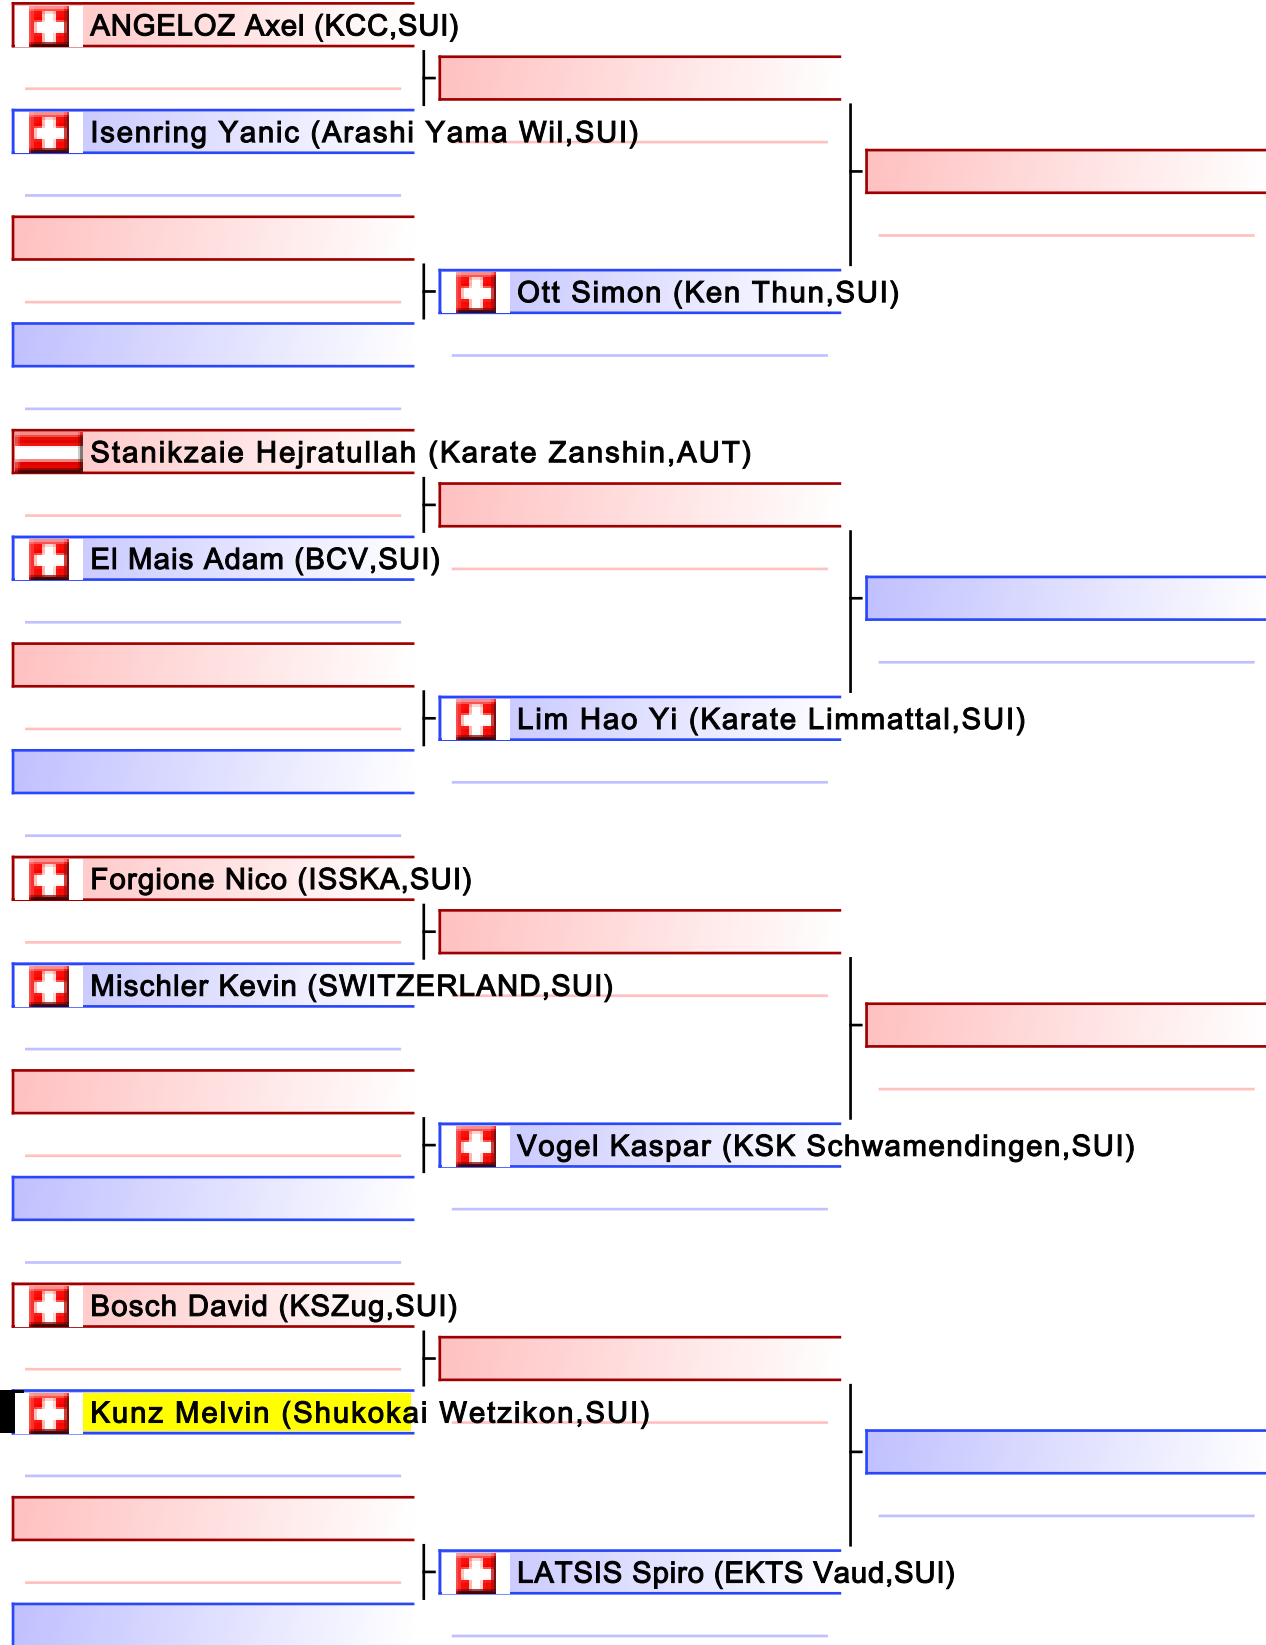 ANGELOZ Axel (KCC,SUI)
Isenring Yanic (Arashi Yama Wil,SUI)
Ott Simon (Ken Thun,SUI)
Stanikzaie Hejratullah (Karate Zanshin,AUT)
El Mais Adam (BCV,SUI)
Lim Hao Yi (Karate Limmattal,SUI)
Forgione Nico (ISSKA,SUI)
Mischler Kevin (SWITZERLAND,SUI)
Vogel Kaspar (KSK Schwamendingen,SUI)
Bosch David (KSZug,SUI)
Kunz Melvin (Shukokai Wetzikon,SUI)
LATSIS Spiro (EKTS Vaud,SUI)